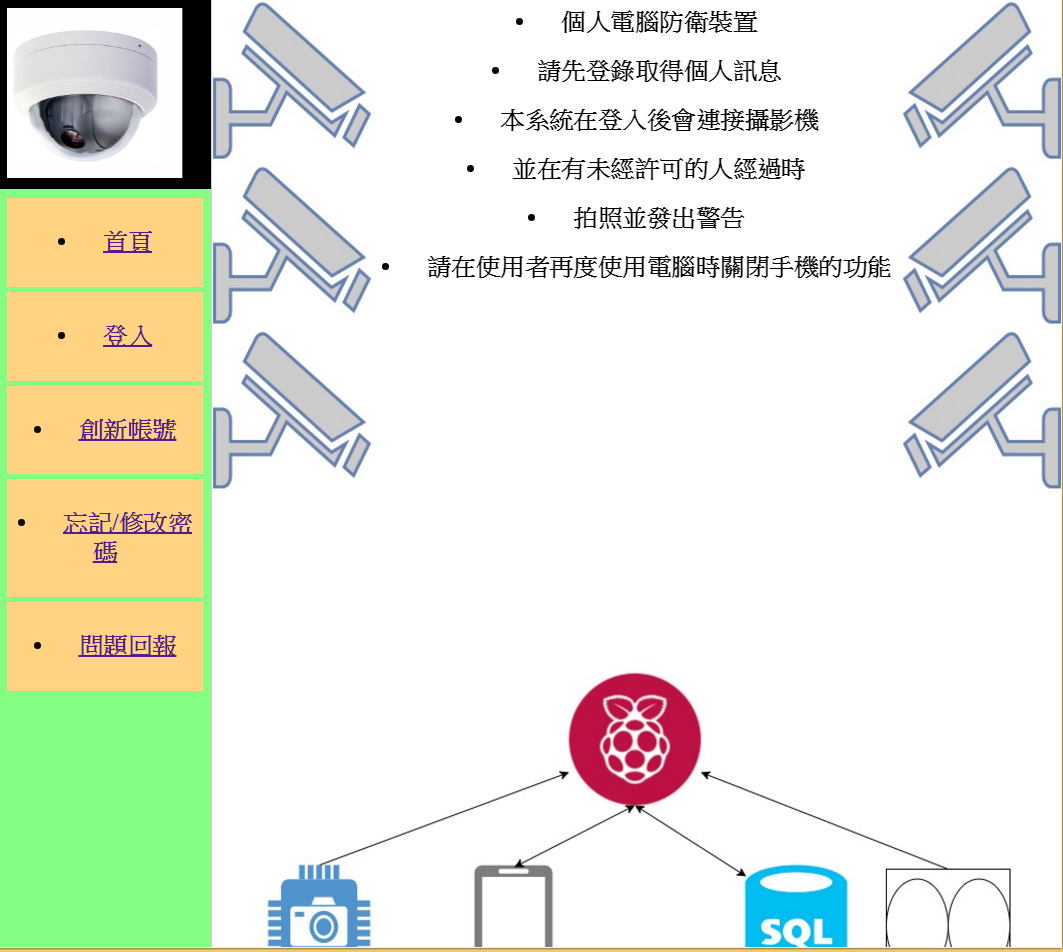 個人電腦防衛裝置
請先登錄取得個人訊息
本系統在登入後會連接攝影機
並在有未經許可的人經過時
拍照並發出警告
請在使用者再度使用電腦時關閉手機的功能
首頁
登入
創新帳號
忘記/修改密
碼
問題回報
SQL